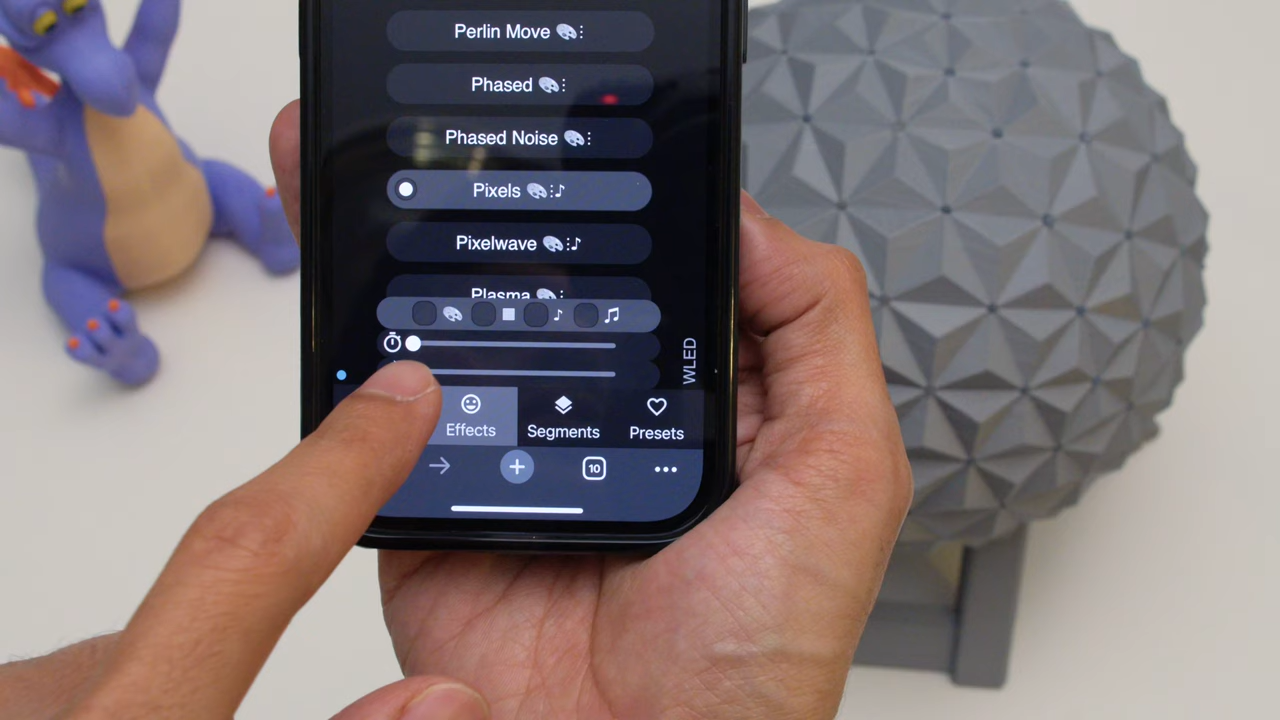 Perlin Move
Phased
Phased Noise
Pixels
Pixelwave
Plasma
WLED
Effects
Segments
Presets
10